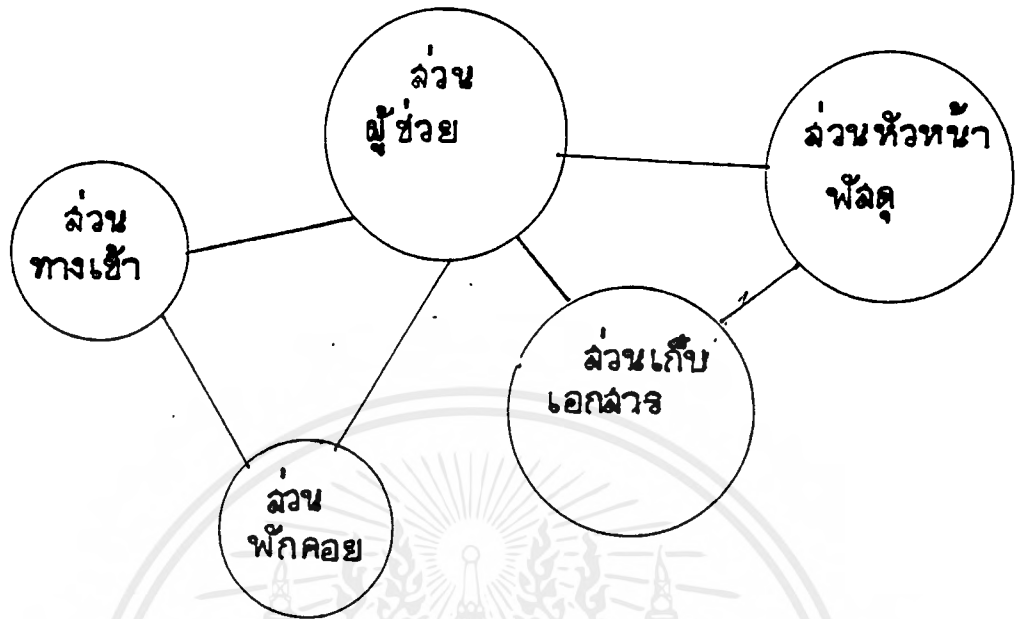 ส่วน
ผู้ช่วย
ส่วนหัวหน้า
พัสดุ
ส่วน
ทางเข้า
ส่วนเก็บ
เอกสาร
ส่วน
พักคอย